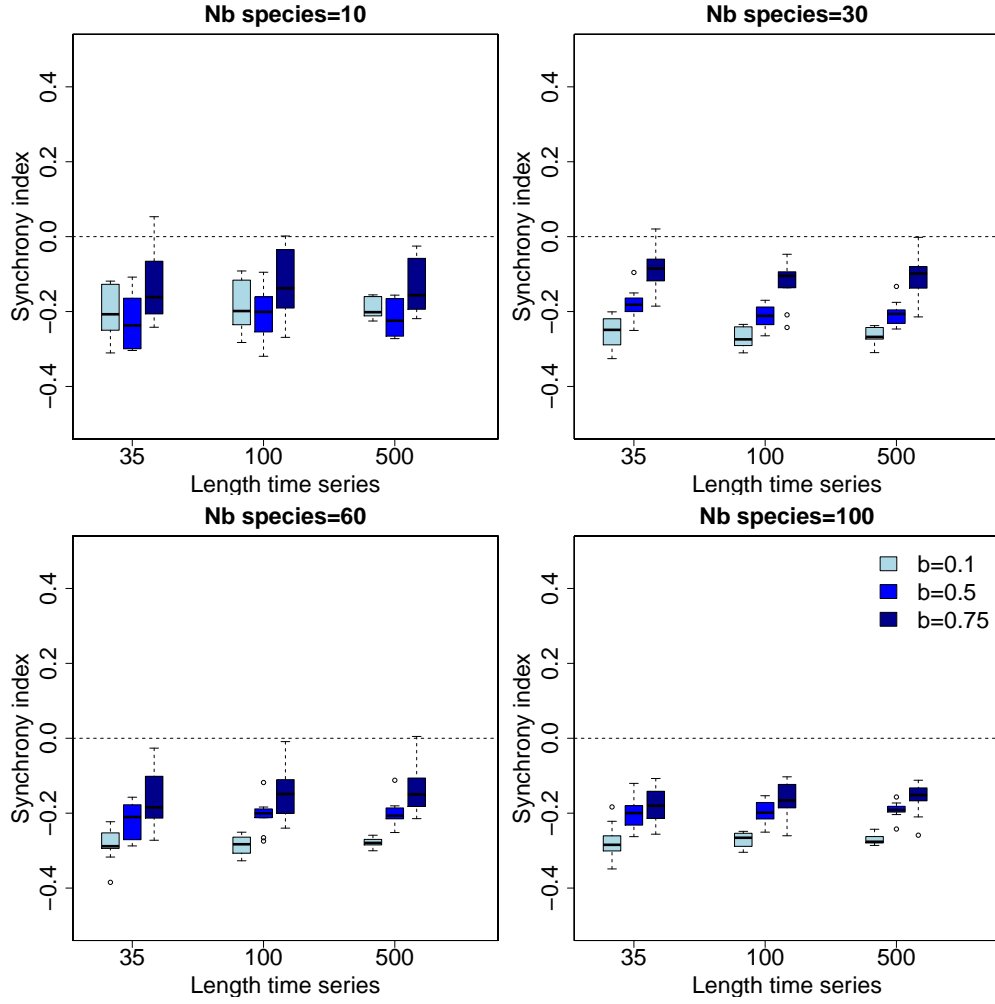 Nb species=10
Synchrony index
0.4
0.2
0.0
−0.2
−0.4
35 100 500
Length time series
Nb species=30
Synchrony index
0.4
0.2
0.0
−0.2
−0.4
35 100 500
Length time series
Nb species=60
Synchrony index
0.4
0.2
0.0
−0.2
−0.4
35 100 500
Length time series
Nb species=100
Synchrony index
0.4
0.2
0.0
−0.2
−0.4
b=0.1
b=0.5
b=0.75
35 100 500
Length time series